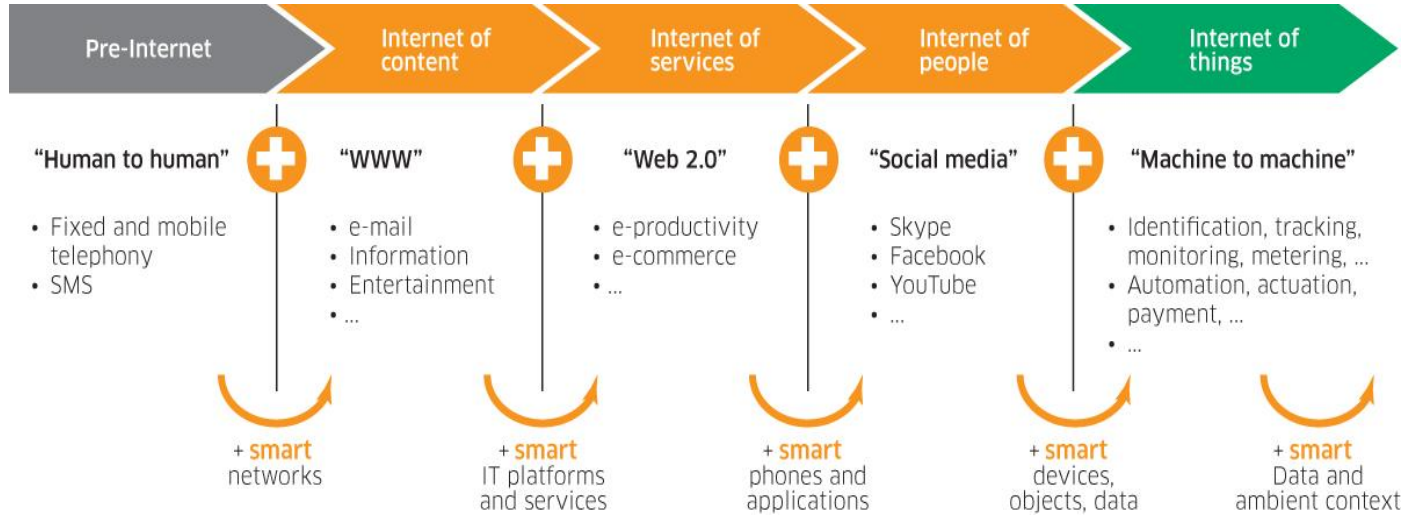 Pre-Internet
Internet of
content
Internet of
services
Internet of
people
Internet of
things
“Human to human”
• Fixed and mobile
telephony
• SMS
“WWW”
• e-mail
• Information
• Entertainment
• ...
“Web 2.0”
• e-productivity
• e-commerce
• ...
“Social media”
• Skype
• Facebook
• YouTube
• ...
“Machine to machine”
• Identification, tracking,
monitoring, metering, ...
• Automation, actuation,
payment, ...
• ...
+ smart
networks
+ smart
IT platforms
and services
+ smart
phones and
applications
+ smart
devices,
objects, data
+ smart
Data and
ambient context